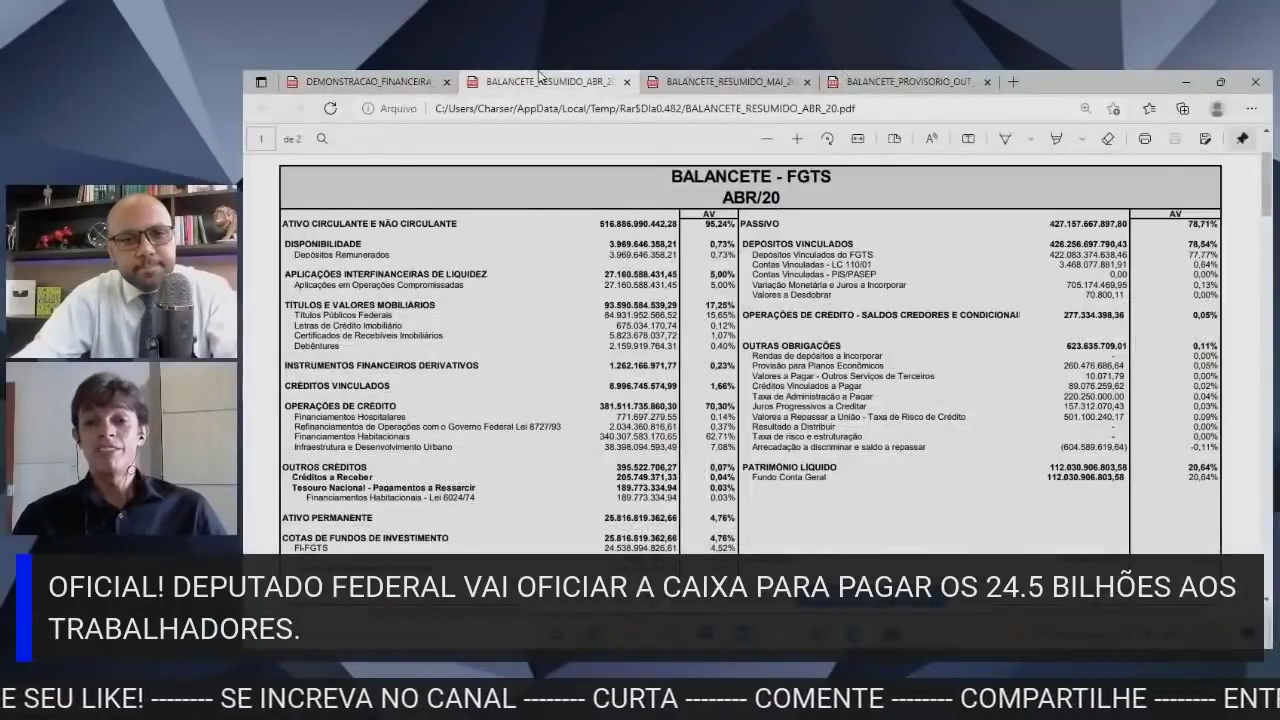 DEMONSTRACAO_FINANCEIRA_
BALANCETE_RESUMIDO_ABR_20
BALANCETE_RESUMIDO_MAI_2
BALANCETE_PROVISORIO_OUT_
Arquivo
C:/Users/Charser/AppData/Local/Temp/Rar$DIa0.482/BALANCETE_RESUMIDO_ABR_20.pdf
1 de 2
BALANCETE - FGTS
ABR/20
AV
ATIVO CIRCULANTE E NÃO CIRCULANTE 516.886.990.442,28 95,24%
DISPONIBILIDADE 3.969.646.358,21 0,73%
Depósitos Remunerados 3.969.646.358,21 0,73%
APLICAÇÕES INTERFINANCEIRAS DE LIQUIDEZ 27.160.588.431,45 5,00%
Aplicações em Operações Compromissadas 27.160.588.431,45 5,00%
TÍTULOS E VALORES MOBILIÁRIOS 93.590.584.539,29 17,25%
Títulos Públicos Federais 84.931.952.566,52 15,65%
Letras de Crédito Imobiliário 675.034.170,74 0,12%
Certificados de Recebíveis Imobiliários 5.823.678.037,72 1,07%
Debêntures 2.159.919.764,31 0,40%
INSTRUMENTOS FINANCEIROS DERIVATIVOS 1.262.166.971,77 0,23%
CRÉDITOS VINCULADOS 8.996.745.574,99 1,66%
OPERAÇÕES DE CRÉDITO 381.511.735.860,30 70,30%
Financiamentos Hospitalares 771.697.279,55 0,14%
Refinanciamentos de Operações com o Governo Federal Lei 8727/93 2.034.360.816,61 0,37%
Financiamentos Habitacionais 340.307.583.170,65 62,71%
Infraestrutura e Desenvolvimento Urbano 38.398.094.593,49 7,08%
OUTROS CRÉDITOS 395.522.706,27 0,07%
Créditos a Receber 205.749.371,33 0,04%
Tesouro Nacional - Pagamentos a Ressarcir 189.773.334,94 0,03%
Financiamentos Habitacionais - Lei 6024/74 189.773.334,94 0,03%
ATIVO PERMANENTE 25.816.819.362,66 4,76%
COTAS DE FUNDOS DE INVESTIMENTO 25.816.819.362,66 4,76%
FI-FGTS 24.538.994.826,61 4,52%
AV
PASSIVO 427.157.667.897,80 78,71%
DEPÓSITOS VINCULADOS 426.256.697.790,43 78,54%
Depósitos Vinculados do FGTS 422.083.374.638,46 77,77%
Contas Vinculadas - LC 110/01 3.468.077.881,91 0,64%
Contas Vinculadas - PIS/PASEP 0,00 0,00%
Variação Monetária e Juros a Incorporar 705.174.469,95 0,13%
Valores a Desdobrar 70.800,11 0,00%
OPERAÇÕES DE CRÉDITO - SALDOS CREDORES E CONDICIONAI 277.334.398,36 0,05%
OUTRAS OBRIGAÇÕES 623.635.709,01 0,11%
Rendas de depósitos a Incorporar - 0,00%
Provisão para Planos Econômicos 260.476.686,64 0,05%
Valores a Pagar - Outros Serviços de Terceiros 10.071,79 0,00%
Créditos Vinculados a Pagar 89.076.259,62 0,02%
Taxa de Administração a Pagar 220.250.000,00 0,04%
Juros Progressivos a Creditar 157.312.070,43 0,03%
Valores a Repassar a União - Taxa de Risco de Crédito 501.100.240,17 0,09%
Resultado a Distribuir - 0,00%
Taxa de risco e estruturação - 0,00%
Arrecadação a discriminar e saldo a repassar (604.589.619,64) -0,11%
PATRIMÔNIO LÍQUIDO 112.030.906.803,58 20,64%
Fundo Conta Geral 112.030.906.803,58 20,64%
OFICIAL! DEPUTADO FEDERAL VAI OFICIAR A CAIXA PARA PAGAR OS 24.5 BILHÕES AOS
TRABALHADORES.
E SEU LIKE! -------- SE INCREVA NO CANAL -------- CURTA -------- COMENTE -------- COMPARTILHE -------- ENT